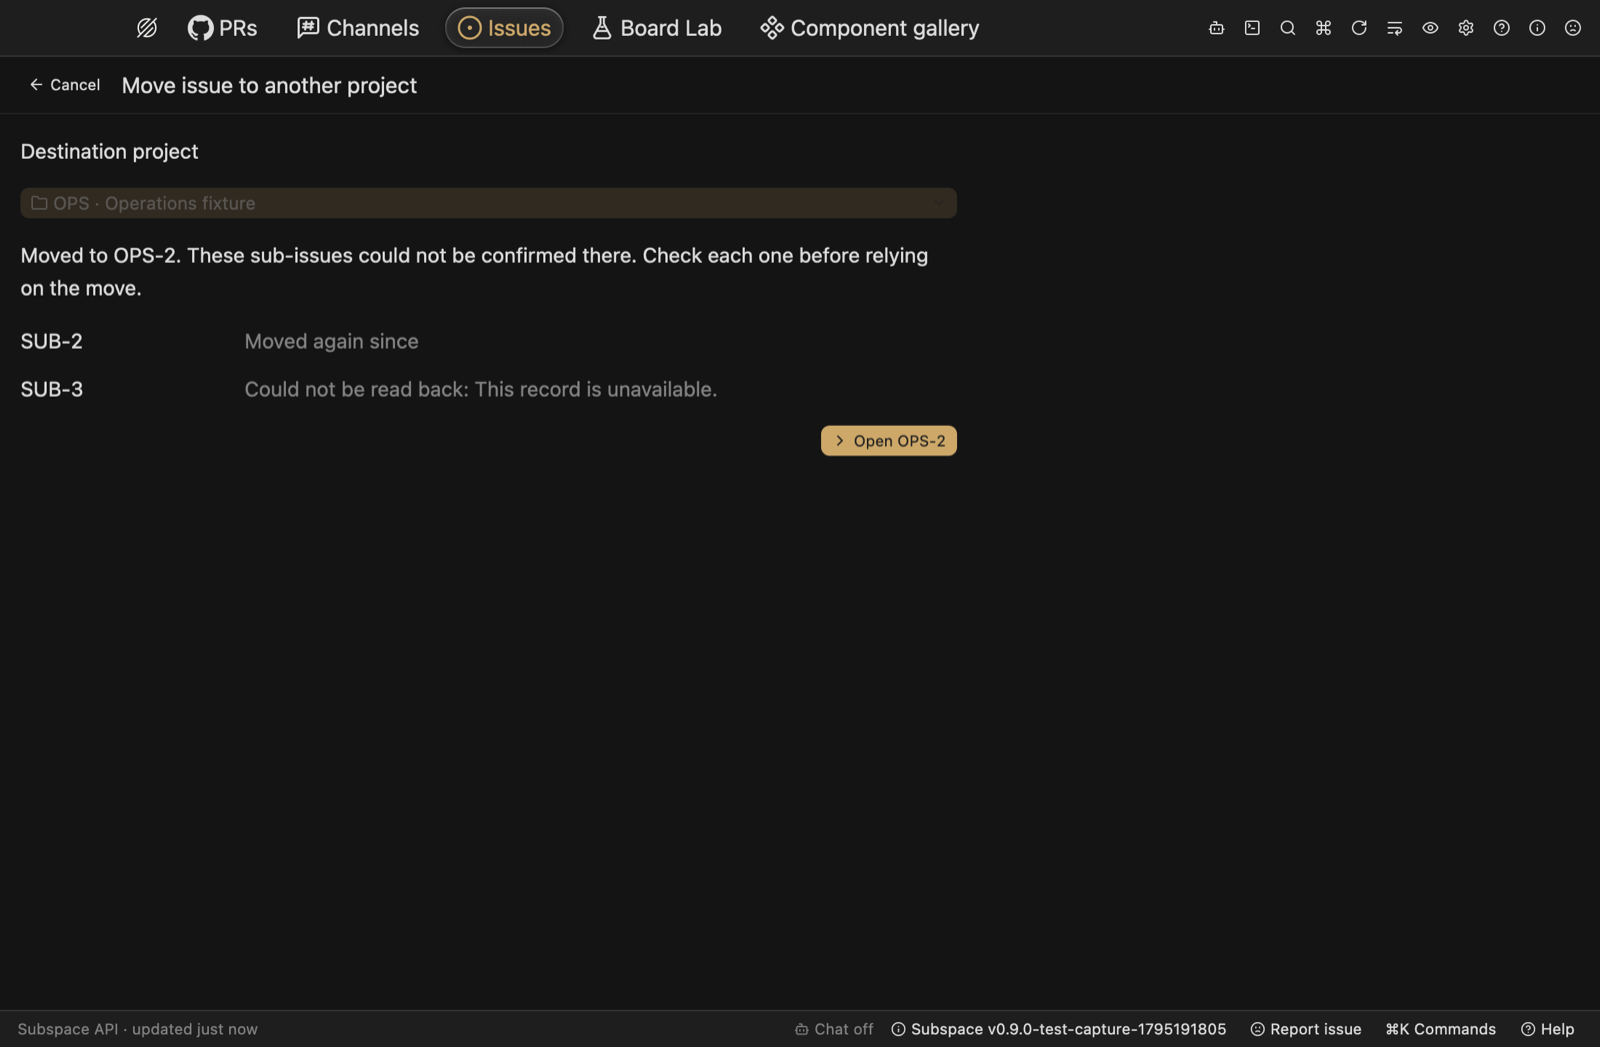 PRs
Channels
Issues
Board Lab
Component gallery
Cancel
Move issue to another project
Destination project
OPS · Operations fixture
Moved to OPS-2. These sub-issues could not be confirmed there. Check each one before relying
on the move.
SUB-2 Moved again since
SUB-3 Could not be read back: This record is unavailable.
Open OPS-2
Subspace API · updated just now
Chat off
Subspace v0.9.0-test-capture-1795191805
Report issue
⌘K Commands
Help